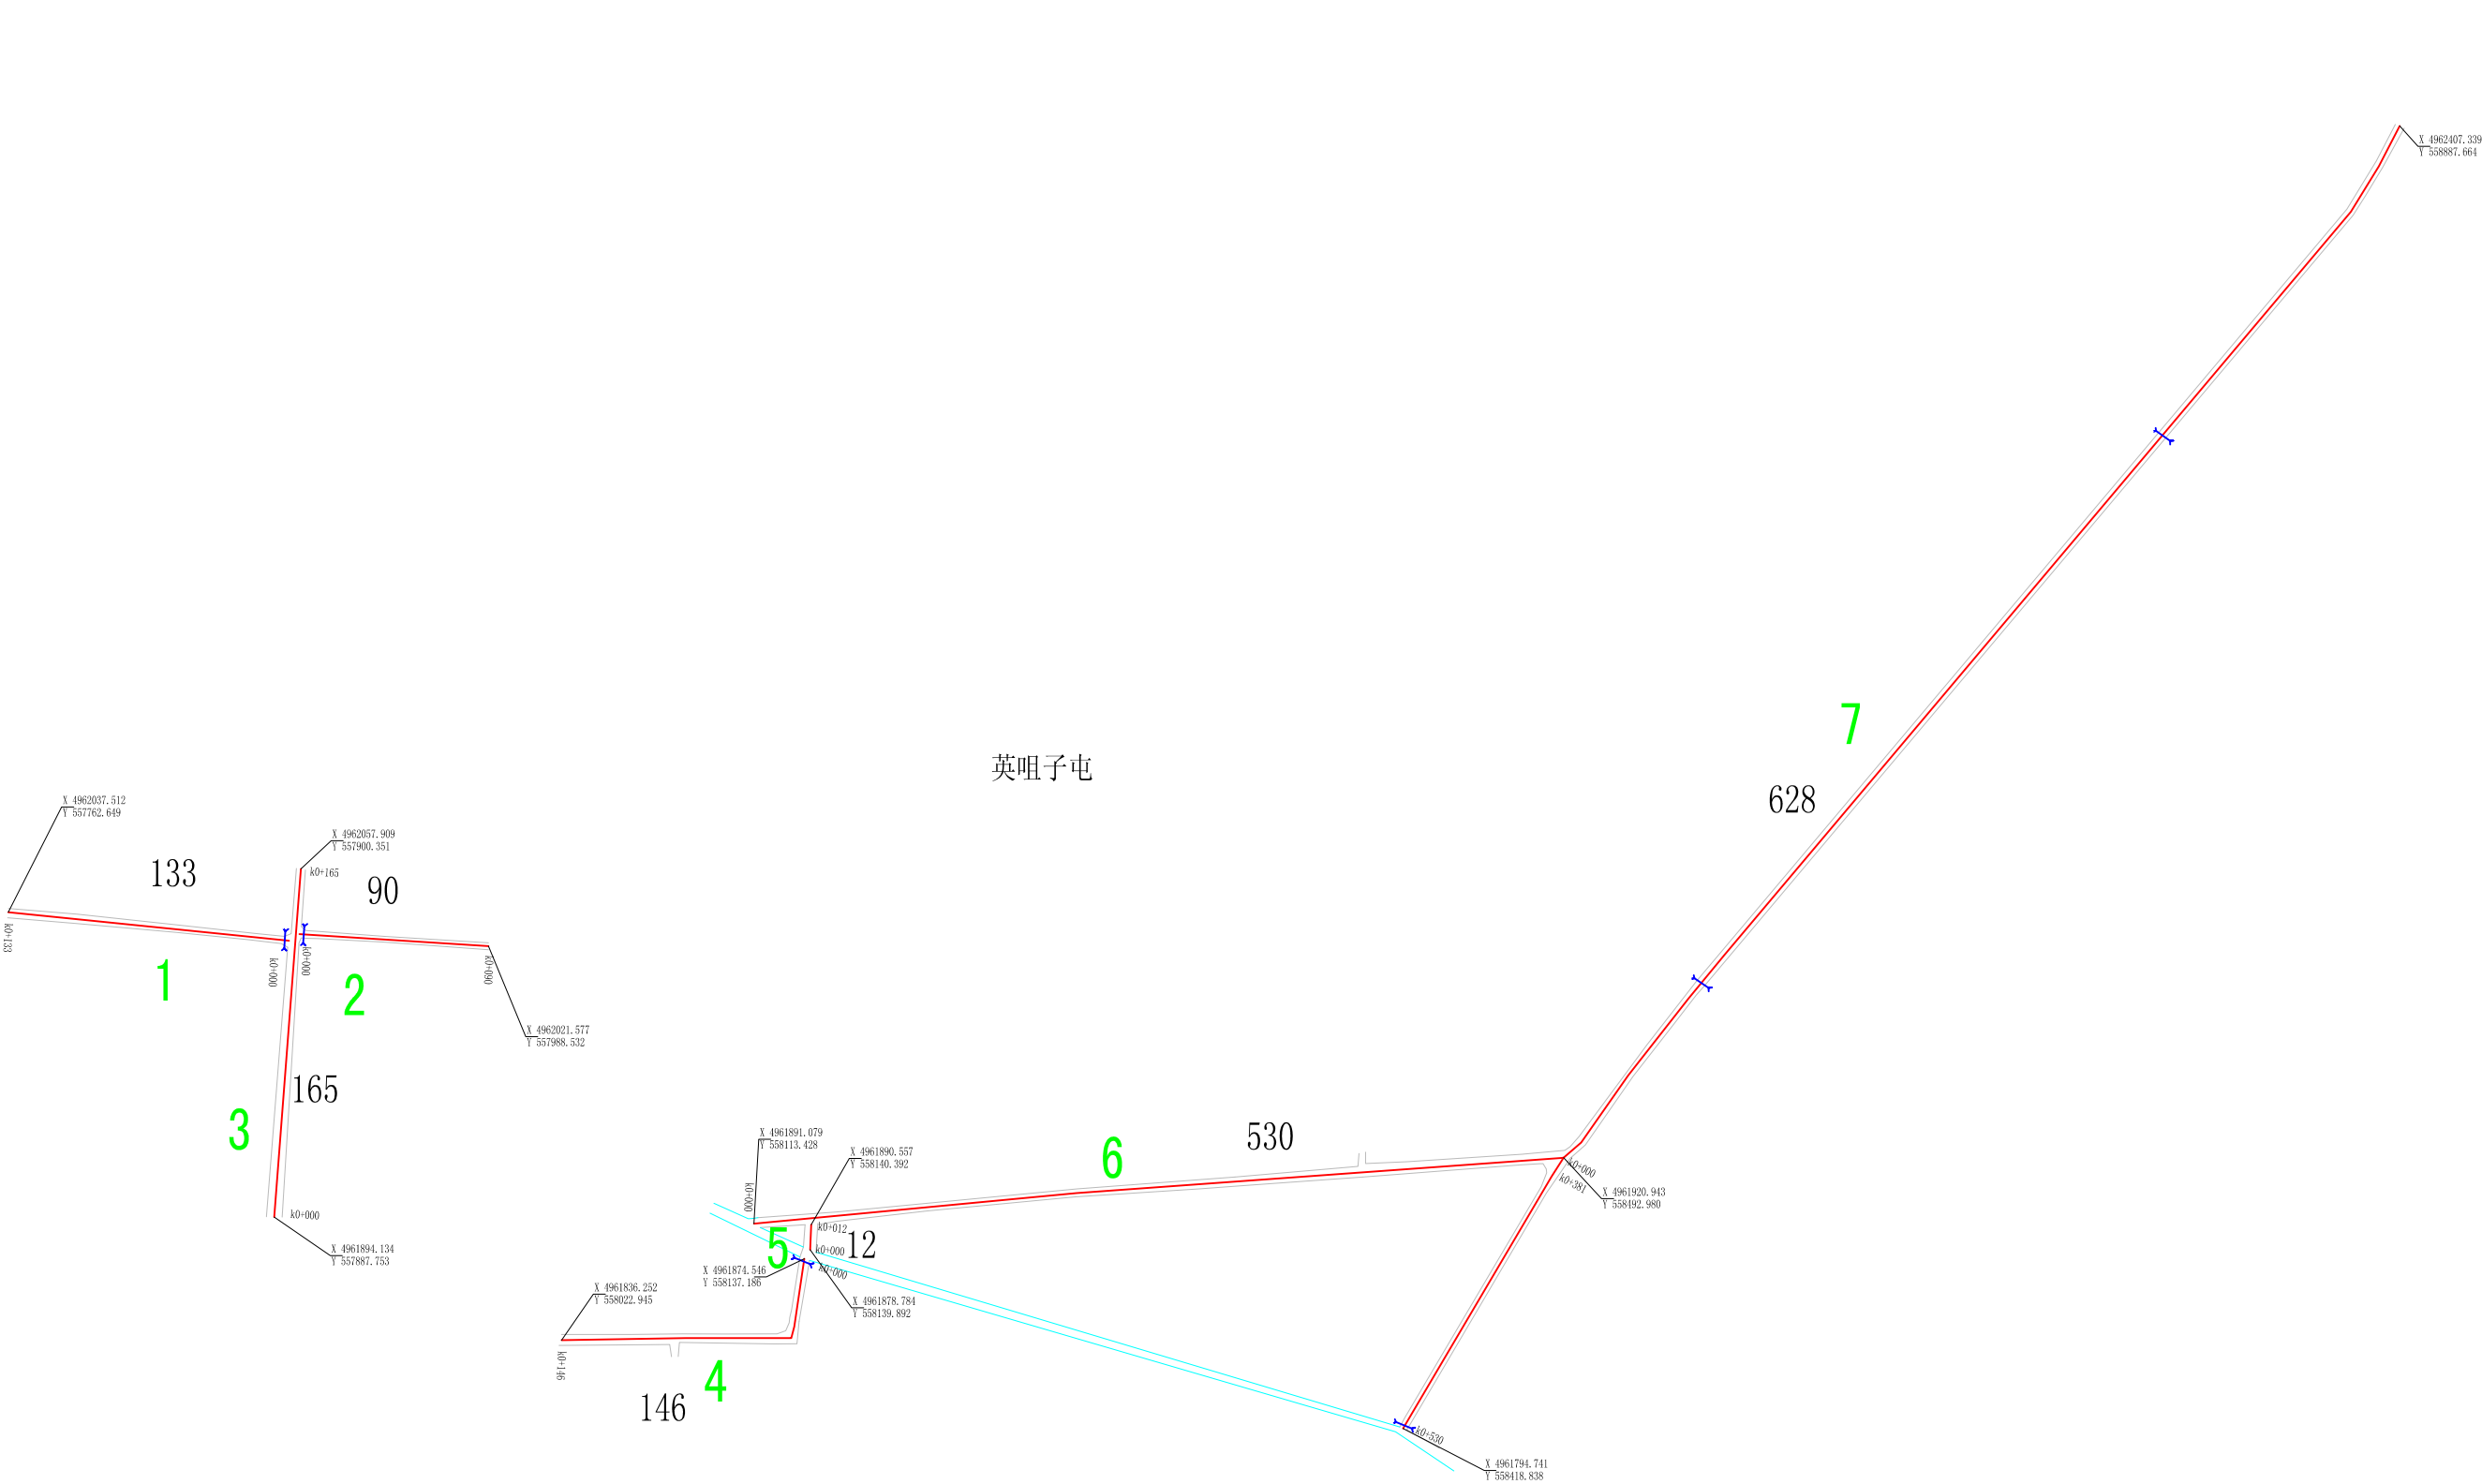 X 4962407.339
Y 558887.664
7
628
英咀子屯
X 4962037.512
Y 557762.649
133
X 4962057.909
Y 557900.351
k0+165
90
k0+133
k0+000
k0+000
k0+090
1
2
X 4962021.577
Y 557988.532
165
3
k0+000
X 4961894.134
Y 557887.753
X 4961891.079
Y 558113.428
X 4961890.557
Y 558140.392
6
530
k0+000
k0+000
k0+381
X 4961920.943
Y 558492.980
k0+012
5
12
k0+000
k0+000
X 4961874.546
Y 558137.186
X 4961836.252
Y 558022.945
X 4961878.784
Y 558139.892
k0+146
4
146
k0+530
X 4961794.741
Y 558418.838